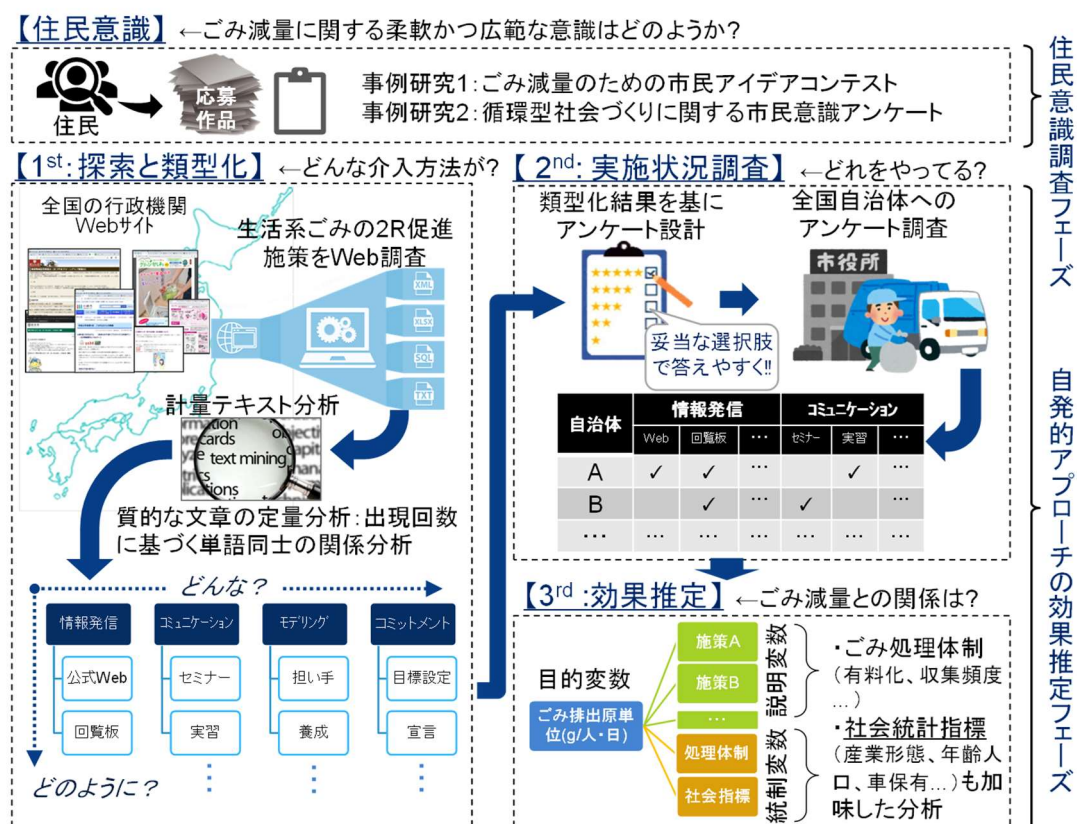 【住民意識】 ←ごみ減量に関する柔軟かつ広範な意識はどのようか?
住民
応募
作品
事例研究1:ごみ減量のための市民アイデアコンテスト
事例研究2:循環型社会づくりに関する市民意識アンケート
住民意識調査フェーズ
【1st:探索と類型化】 ←どんな介入方法が?
全国の行政機関
Webサイト
生活系ごみの2R促進
施策をWeb調査
XML
XLSX
SQL
TXT
計量テキスト分析
text mining
質的な文章の定量分析:出現回数
に基づく単語同士の関係分析
どんな?
情報発信 コミュニケーション モデリング コミットメント
公式Web セミナー 担い手 目標設定
回覧板 実習 養成 宣言
どのように?
【2nd:実施状況調査】 ←どれをやってる?
類型化結果を基に
アンケート設計
全国自治体への
アンケート調査
市役所
妥当な選択肢
で答えやすく!!
自治体 情報発信 コミュニケーション
Web 回覧板 … セミナー 実習 …
A ✓ ✓ … ✓ …
B ✓ … ✓ …
… … … … … … …
【3rd:効果推定】 ←ごみ減量との関係は?
目的変数
ごみ排出原単
位(g/人・日)
施策A
施策B
…
処理体制
社会指標
説明変数
統制変数
・ごみ処理体制
(有料化、収集頻度
…)
・社会統計指標
(産業形態、年齢人
口、車保有…)も加
味した分析
自発的アプローチの効果推定フェーズ